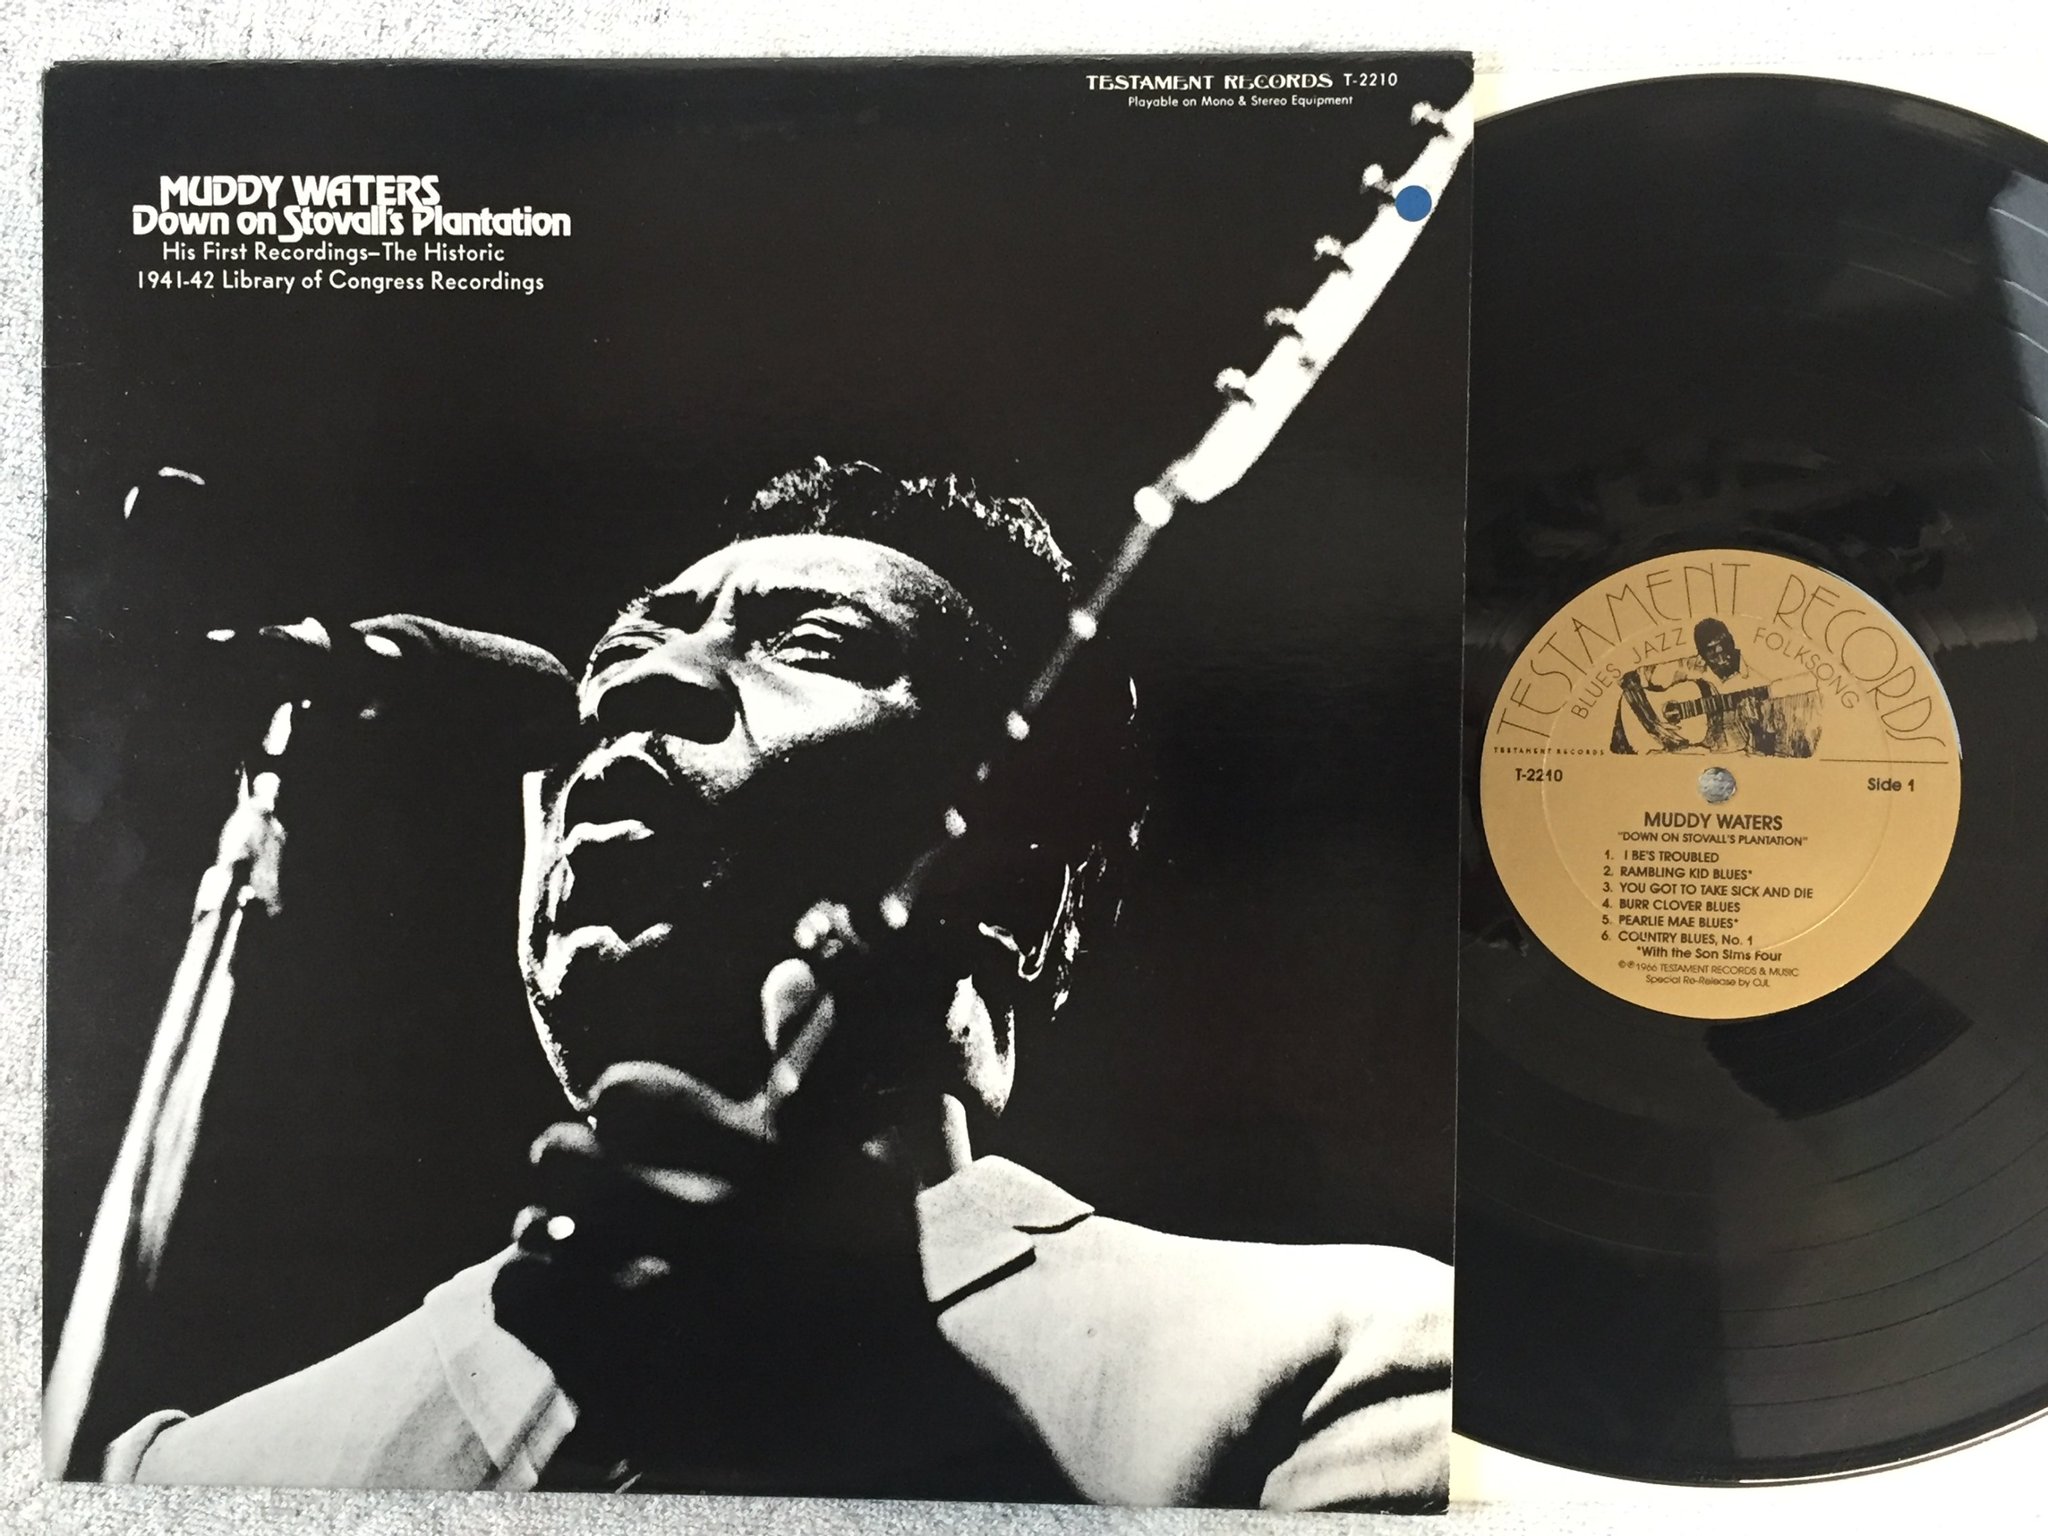 TESTAMENT RECORDS T-2210
Playable on Mono & Stereo Equipment
MUDDY WATERS
Down on Stovall's Plantation
His First Recordings–The Historic
1941-42 Library of Congress Recordings
TESTAMENT RECORDS
BLUES JAZZ FOLKSONG
TESTAMENT RECORDS
T-2210 Side 1
MUDDY WATERS
"DOWN ON STOVALL'S PLANTATION"
1. I BE'S TROUBLED
2. RAMBLING KID BLUES*
3. YOU GOT TO TAKE SICK AND DIE
4. BURR CLOVER BLUES
5. PEARLIE MAE BLUES*
6. COUNTRY BLUES, No. 1
*With the Son Sims Four
©℗1966 TESTAMENT RECORDS & MUSIC
Special Re-Release by OJL